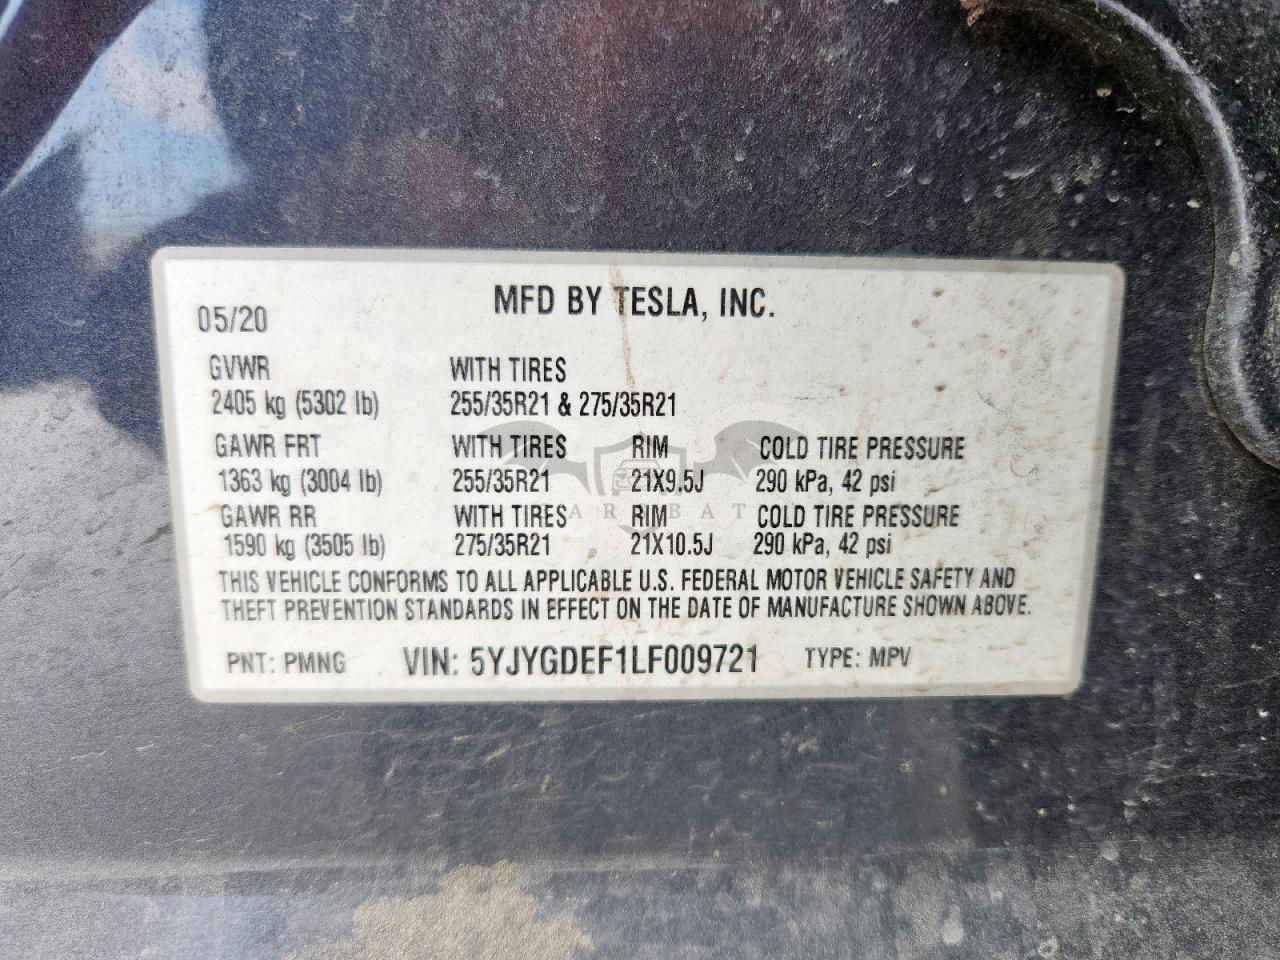 MFD BY TESLA, INC.
05/20
GVWR WITH TIRES
2405 kg (5302 lb) 255/35R21 & 275/35R21
GAWR FRT WITH TIRES RIM COLD TIRE PRESSURE
1363 kg (3004 lb) 255/35R21 21X9.5J 290 kPa, 42 psi
GAWR RR WITH TIRES RIM COLD TIRE PRESSURE
1590 kg (3505 lb) 275/35R21 21X10.5J 290 kPa, 42 psi
THIS VEHICLE CONFORMS TO ALL APPLICABLE U.S. FEDERAL MOTOR VEHICLE SAFETY AND
THEFT PREVENTION STANDARDS IN EFFECT ON THE DATE OF MANUFACTURE SHOWN ABOVE.
PNT: PMNG VIN: 5YJYGDEF1LF009721 TYPE: MPV